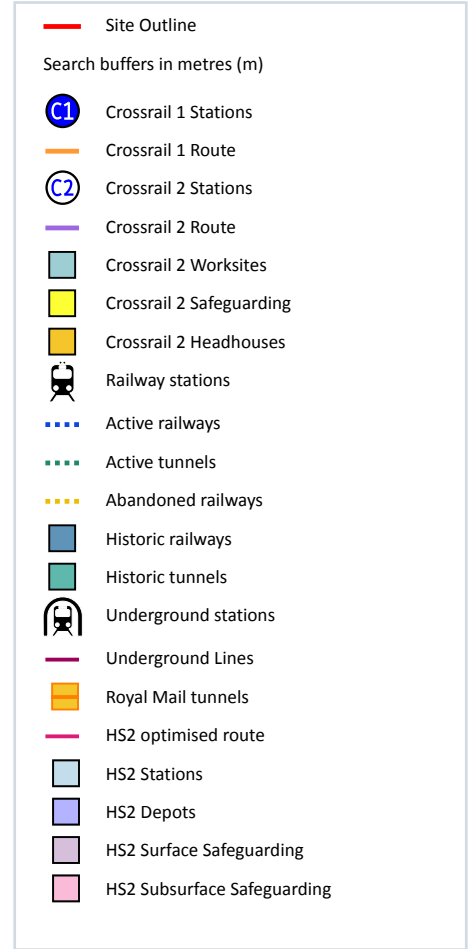 Site Outline
Search buffers in metres (m)
C1 Crossrail 1 Stations
Crossrail 1 Route
C2 Crossrail 2 Stations
Crossrail 2 Route
Crossrail 2 Worksites
Crossrail 2 Safeguarding
Crossrail 2 Headhouses
Railway stations
Active railways
Active tunnels
Abandoned railways
Historic railways
Historic tunnels
Underground stations
Underground Lines
Royal Mail tunnels
HS2 optimised route
HS2 Stations
HS2 Depots
HS2 Surface Safeguarding
HS2 Subsurface Safeguarding